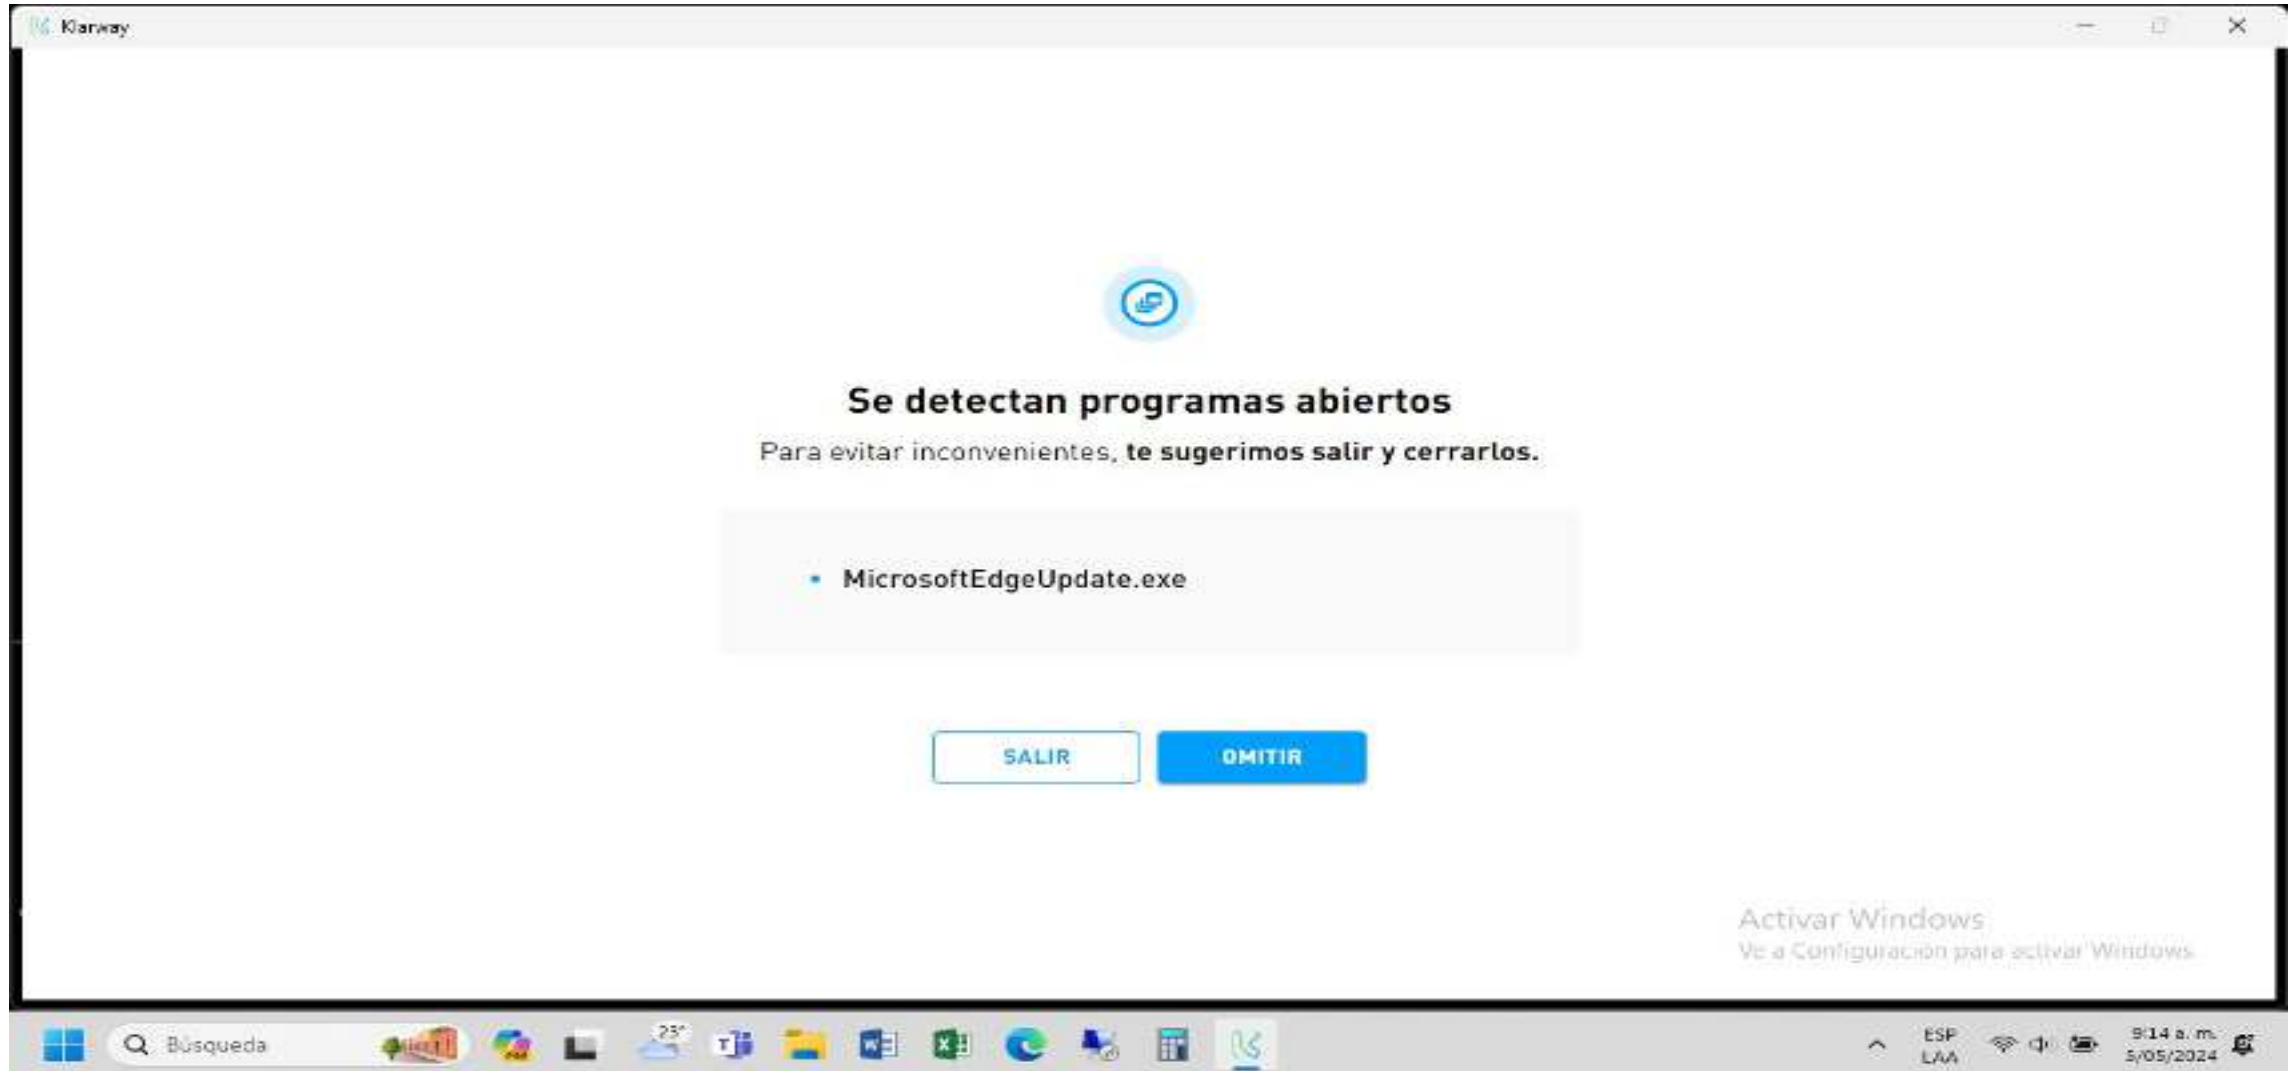 Klarway
Se detectan programas abiertos
Para evitar inconvenientes, te sugerimos salir y cerrarlos.
• MicrosoftEdgeUpdate.exe
SALIR
OMITIR
Activar Windows
Ve a Configuración para activar Windows.
Búsqueda
23°
ESP
LAA
9:14 a. m.
5/05/2024